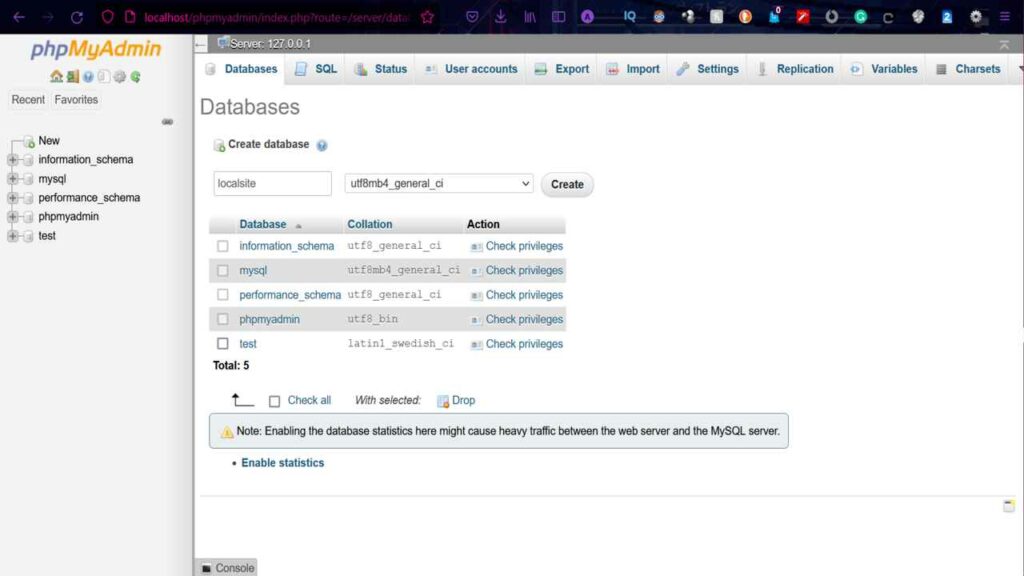 localhost/phpmyadmin/index.php?route=/server/data
IQ
0
2
phpMyAdmin
Recent Favorites
New
information_schema
mysql
performance_schema
phpmyadmin
test
Server: 127.0.0.1
Databases SQL Status User accounts Export Import Settings Replication Variables Charsets
Databases
Create database
localsite utf8mb4_general_ci Create
Database Collation Action
information_schema utf8_general_ci Check privileges
mysql utf8mb4_general_ci Check privileges
performance_schema utf8_general_ci Check privileges
phpmyadmin utf8_bin Check privileges
test latin1_swedish_ci Check privileges
Total: 5
Check all With selected: Drop
Note: Enabling the database statistics here might cause heavy traffic between the web server and the MySQL server.
• Enable statistics
Console